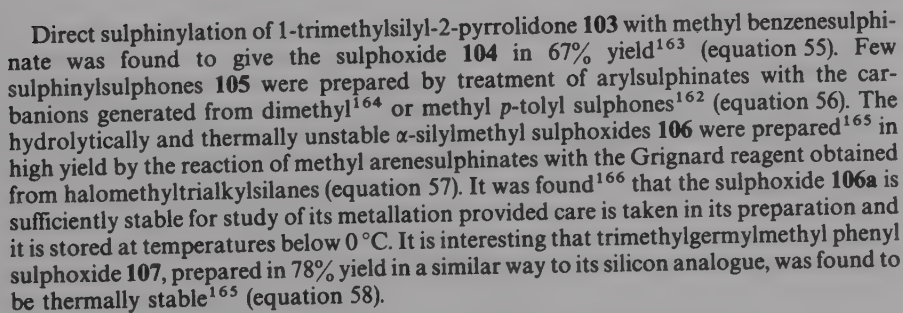 Direct sulphinylation of 1-trimethylsilyl-2-pyrrolidone 103 with methyl benzenesulphi-
nate was found to give the sulphoxide 104 in 67% yield¹⁶³ (equation 55). Few
sulphinylsulphones 105 were prepared by treatment of arylsulphinates with the car-
banions generated from dimethyl¹⁶⁴ or methyl p-tolyl sulphones¹⁶² (equation 56). The
hydrolytically and thermally unstable α-silylmethyl sulphoxides 106 were prepared¹⁶⁵ in
high yield by the reaction of methyl arenesulphinates with the Grignard reagent obtained
from halomethyltrialkylsilanes (equation 57). It was found¹⁶⁶ that the sulphoxide 106a is
sufficiently stable for study of its metallation provided care is taken in its preparation and
it is stored at temperatures below 0 °C. It is interesting that trimethylgermylmethyl phenyl
sulphoxide 107, prepared in 78% yield in a similar way to its silicon analogue, was found to
be thermally stable¹⁶⁵ (equation 58).